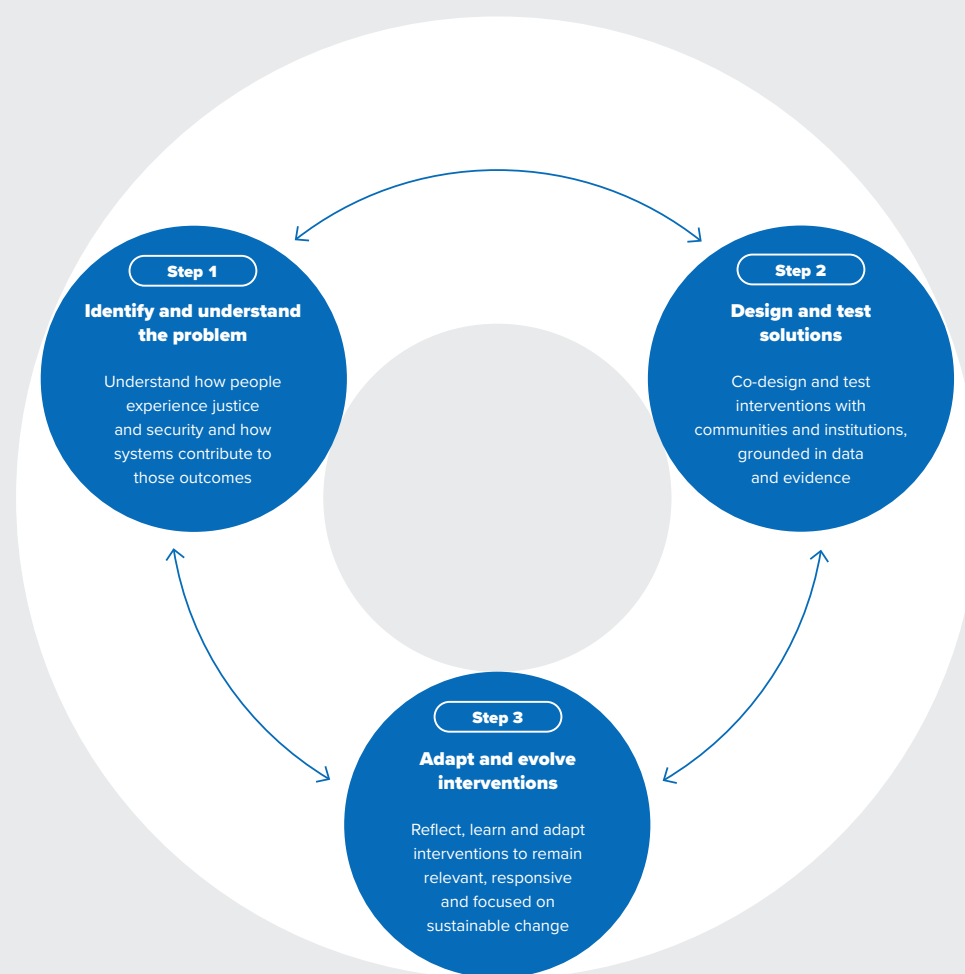 Step 1
Identify and understand
the problem
Understand how people
experience justice
and security and how
systems contribute to
those outcomes
Step 2
Design and test
solutions
Co-design and test
interventions with
communities and institutions,
grounded in data
and evidence
Step 3
Adapt and evolve
interventions
Reflect, learn and adapt
interventions to remain
relevant, responsive
and focused on
sustainable change